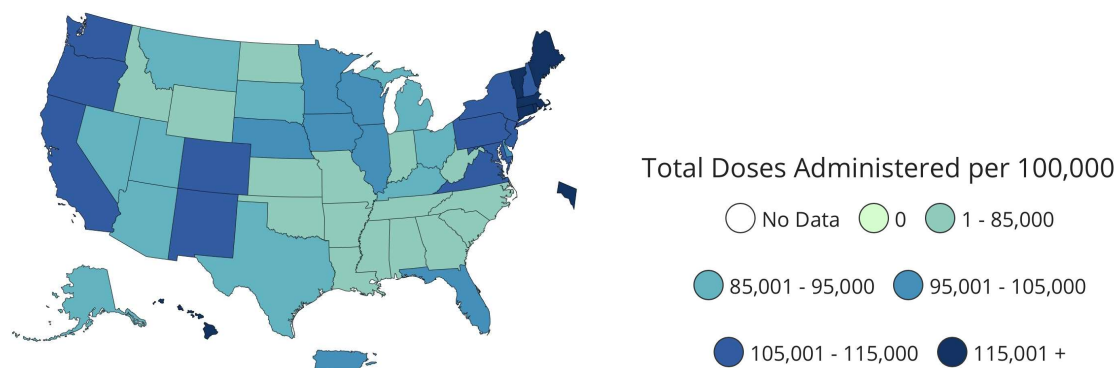 Total Doses Administered per 100,000
No Data 0 1 - 85,000
85,001 - 95,000 95,001 - 105,000
105,001 - 115,000 115,001 +